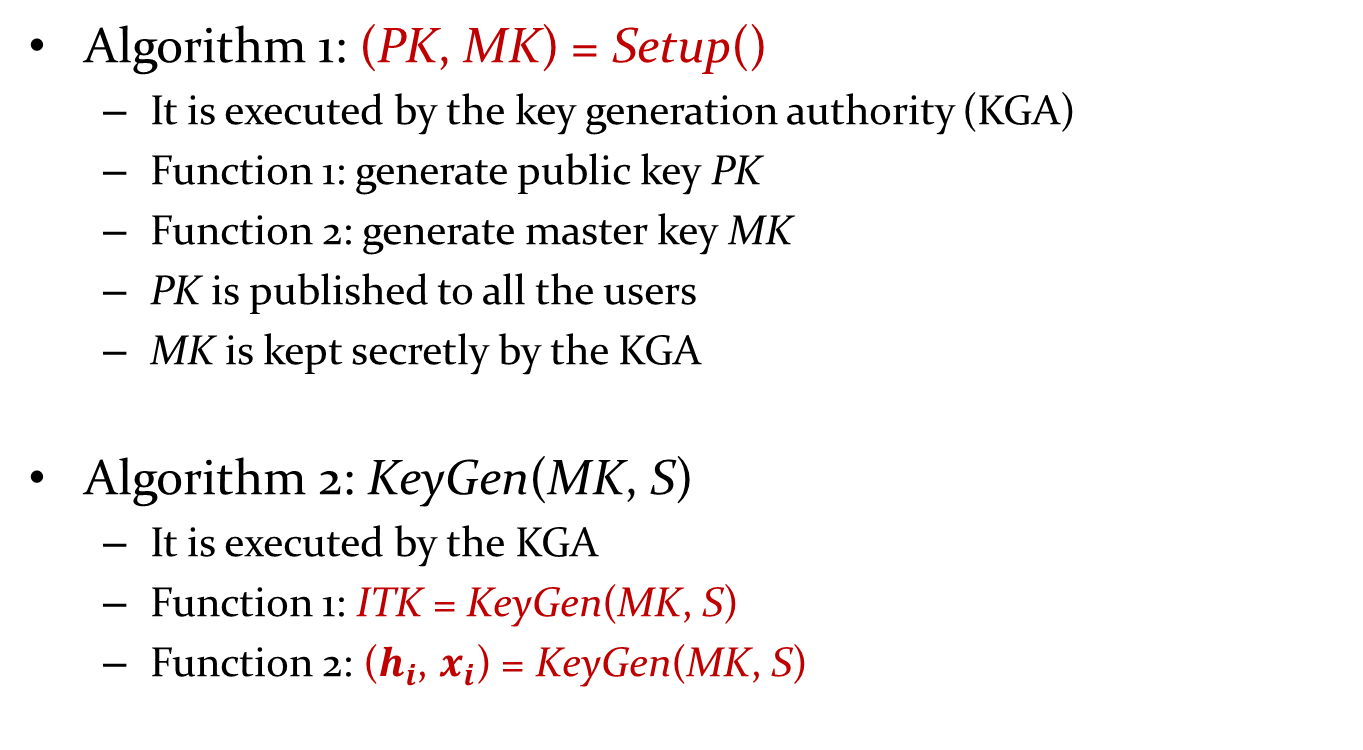 • Algorithm 1: (PK, MK) = Setup()
– It is executed by the key generation authority (KGA)
– Function 1: generate public key PK
– Function 2: generate master key MK
– PK is published to all the users
– MK is kept secretly by the KGA
• Algorithm 2: KeyGen(MK, S)
– It is executed by the KGA
– Function 1: ITK = KeyGen(MK, S)
– Function 2: (hᵢ, xᵢ) = KeyGen(MK, S)